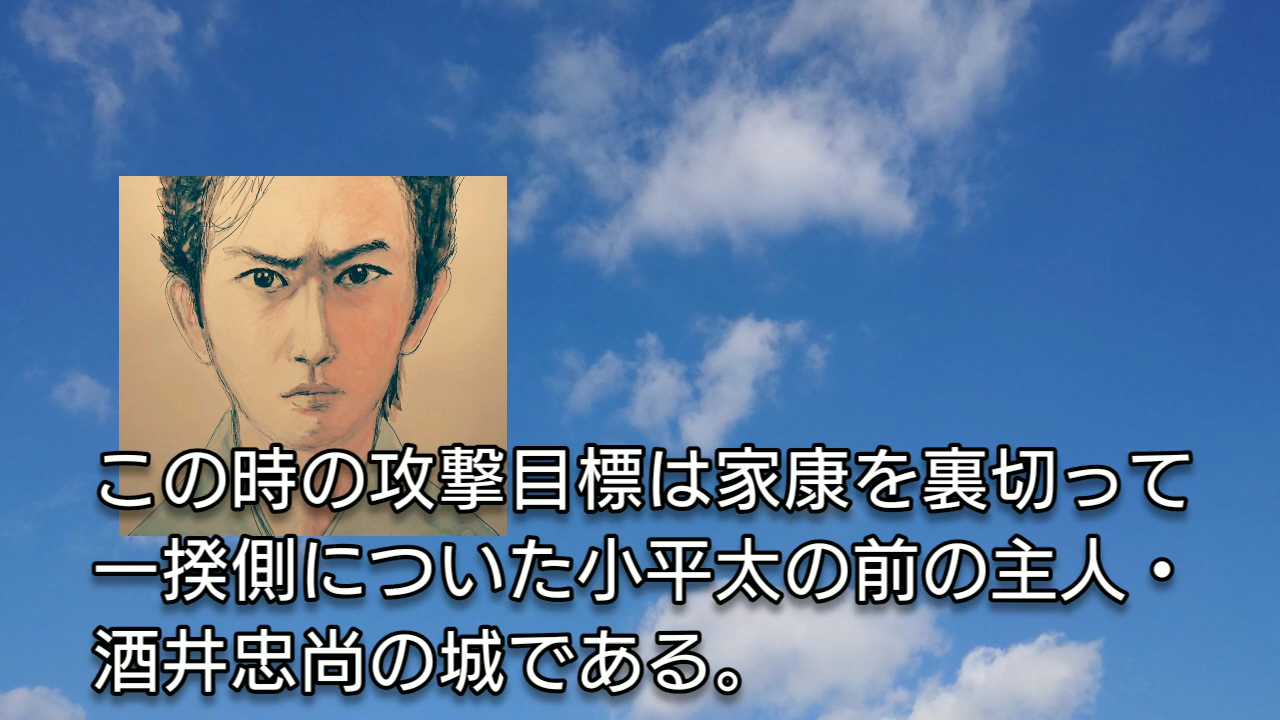 この時の攻撃目標は家康を裏切って
一揆側についた小平太の前の主人・
酒井忠尚の城である。